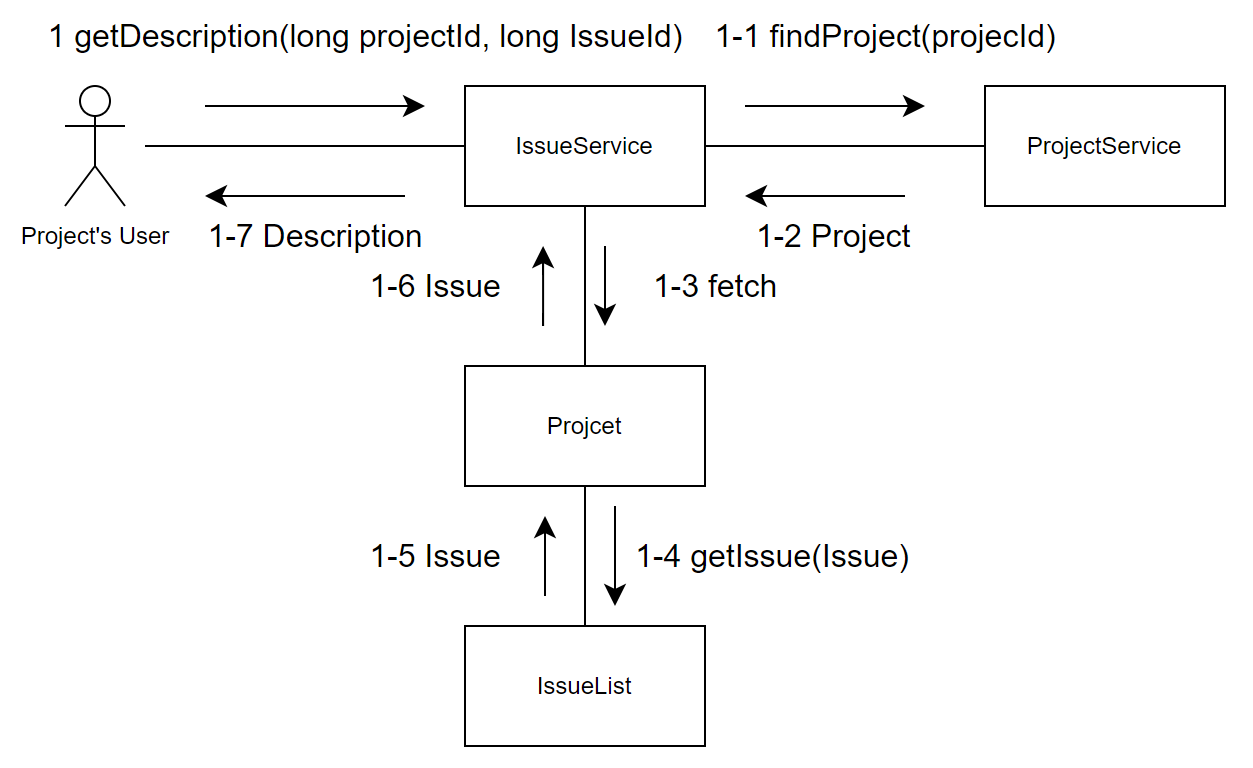 1 getDescription(long projectId, long IssueId)
1-1 findProject(projecId)
IssueService
ProjectService
Project's User
1-7 Description
1-2 Project
1-6 Issue
1-3 fetch
Projcet
1-5 Issue
1-4 getIssue(Issue)
IssueList